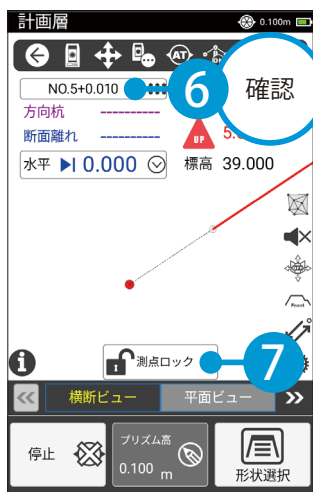 計画層 0.100m
AT
NO.5+0.010
6
確認
方向杭 ----------
断面離れ ----------
UP
5.
水平 0.000 標高 39.000
Front
7
測点ロック
横断ビュー 平面ビュー
停止
プリズム高
0.100 m
形状選択